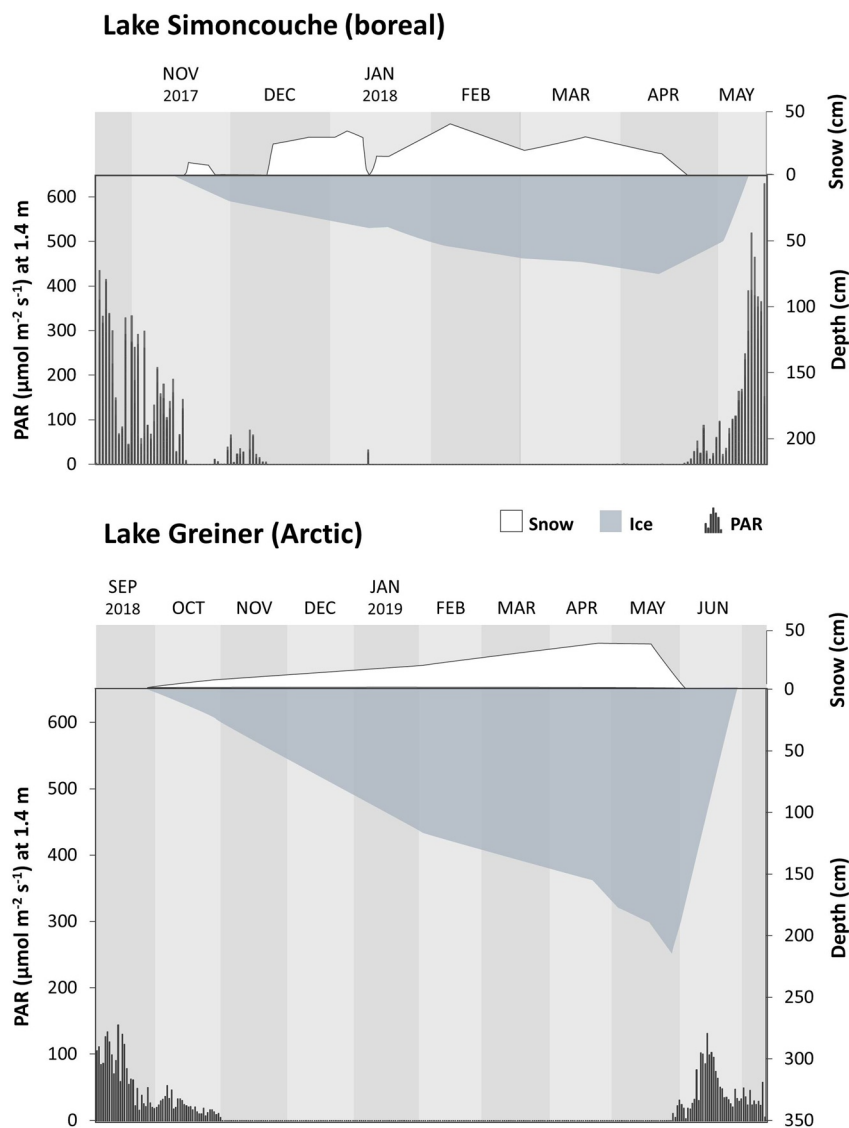 Lake Simoncouche (boreal)
NOV JAN
2017 DEC 2018 FEB MAR APR MAY
50
0
Snow (cm)
600
500
400
300
200
100
0
PAR (µmol m⁻² s⁻¹) at 1.4 m
50
100
150
200
Depth (cm)
Lake Greiner (Arctic)
Snow Ice PAR
SEP JAN
2018 OCT NOV DEC 2019 FEB MAR APR MAY JUN
50
0
Snow (cm)
600
500
400
300
200
100
0
PAR (µmol m⁻² s⁻¹) at 1.4 m
50
100
150
200
250
300
350
Depth (cm)